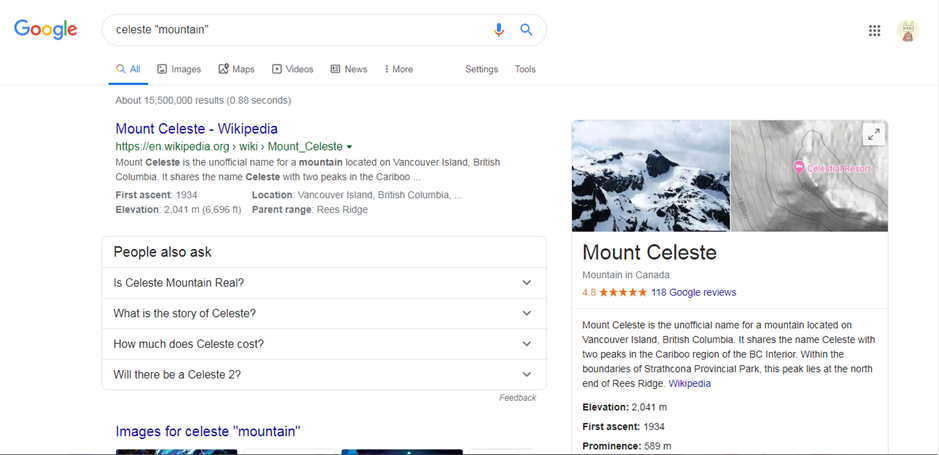 Google
celeste "mountain"
All Images Maps Videos News More Settings Tools
About 15,500,000 results (0.88 seconds)
Mount Celeste - Wikipedia
https://en.wikipedia.org › wiki › Mount_Celeste
Mount Celeste is the unofficial name for a mountain located on Vancouver Island, British
Columbia. It shares the name Celeste with two peaks in the Cariboo ...
First ascent: 1934 Location: Vancouver Island, British Columbia, ...
Elevation: 2,041 m (6,696 ft) Parent range: Rees Ridge
People also ask
Is Celeste Mountain Real?
What is the story of Celeste?
How much does Celeste cost?
Will there be a Celeste 2?
Feedback
Images for celeste "mountain"
Celestial Resort
Mount Celeste
Mountain in Canada
4.8 118 Google reviews
Mount Celeste is the unofficial name for a mountain located on
Vancouver Island, British Columbia. It shares the name Celeste with
two peaks in the Cariboo region of the BC Interior. Within the
boundaries of Strathcona Provincial Park, this peak lies at the north
end of Rees Ridge. Wikipedia
Elevation: 2,041 m
First ascent: 1934
Prominence: 589 m